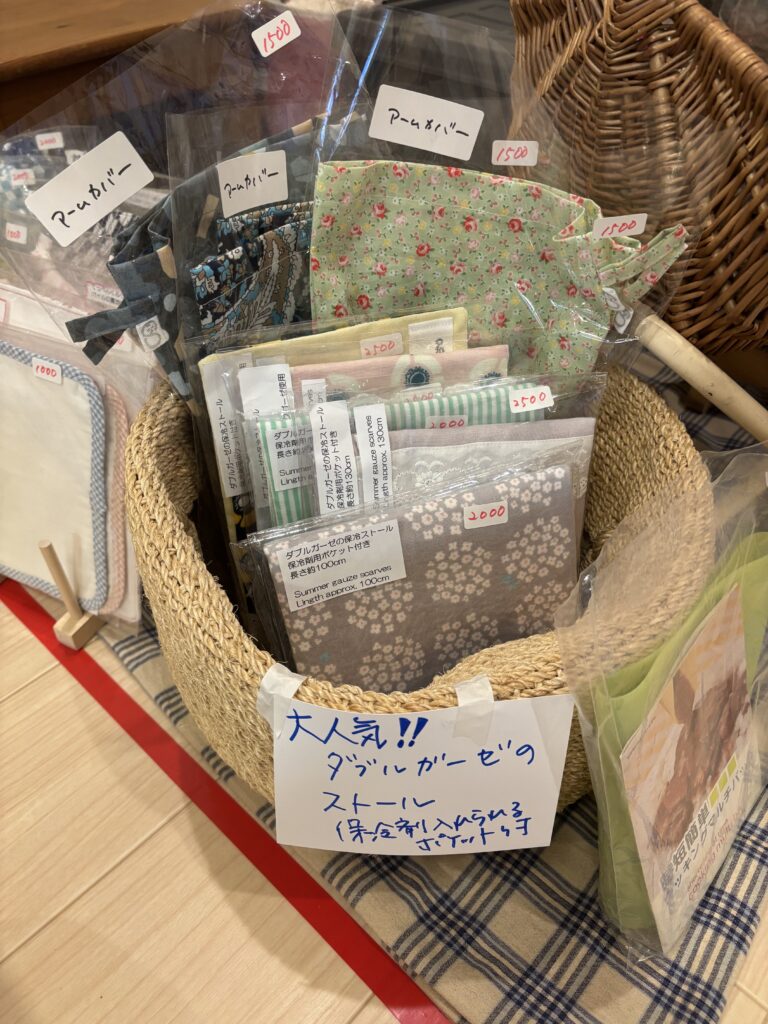 1500
アームカバー
1500
アームカバー
アームカバー
2000
1500
1000
2500
2500
2000
ダブルガーゼの保冷ストール
保冷剤用ポケット付き
長さ約130cm
Summer gauze scarves
Lingth approx. 130cm
2000
ダブルガーゼの保冷ストール
保冷剤用ポケット付き
長さ約100cm
Summer gauze scarves
Lingth approx. 100cm
大人気!!
ダブルガーゼの
ストール
保冷剤入れられる
ポケット付